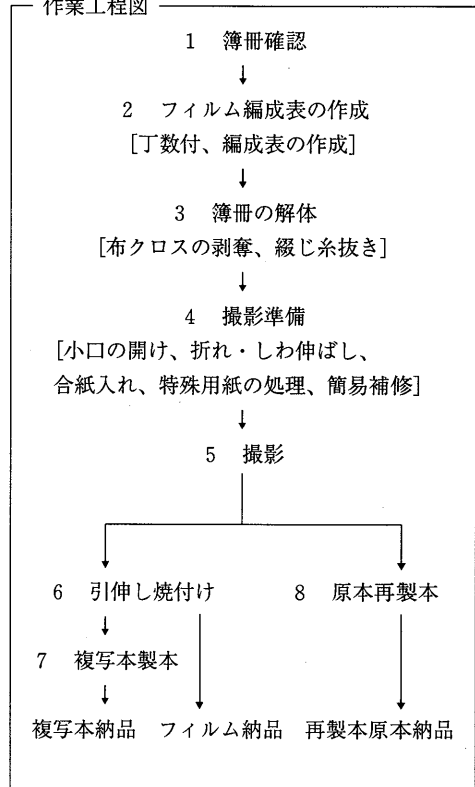 作業工程図
1 簿冊確認
2 フィルム編成表の作成
[丁数付、編成表の作成]
3 簿冊の解体
[布クロスの剥奪、綴じ糸抜き]
4 撮影準備
[小口の開け、折れ・しわ伸ばし、
合紙入れ、特殊用紙の処理、簡易補修]
5 撮影
6 引伸し焼付け 8 原本再製本
7 複写本製本
複写本納品 フィルム納品 再製本原本納品